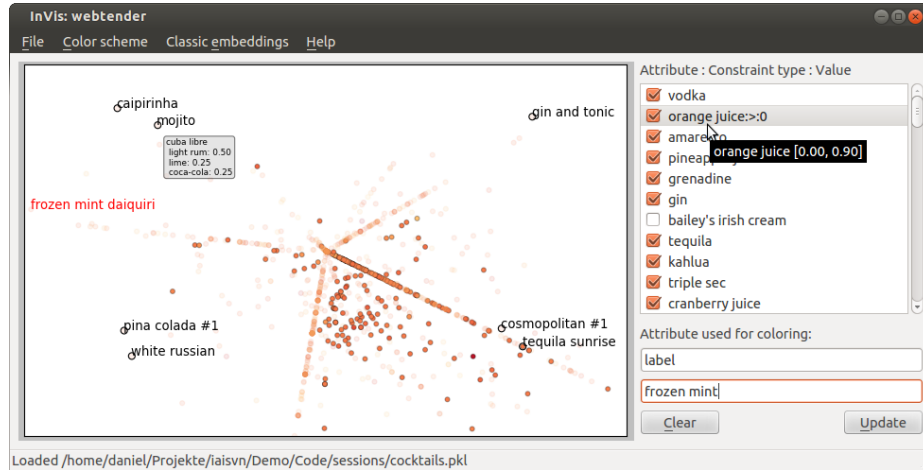 InVis: webtender
File Color scheme Classic embeddings Help
caipirinha
mojito
gin and tonic
cuba libre
light rum: 0.50
lime: 0.25
coca-cola: 0.25
frozen mint daiquiri
pina colada #1
white russian
cosmopolitan #1
tequila sunrise
Attribute : Constraint type : Value
vodka
orange juice:>:0
amaretto
orange juice [0.00, 0.90]
grenadine
gin
bailey's irish cream
tequila
kahlua
triple sec
cranberry juice
Attribute used for coloring:
label
frozen mint
Clear Update
Loaded /home/daniel/Projekte/iaisvn/Demo/Code/sessions/cocktails.pkl